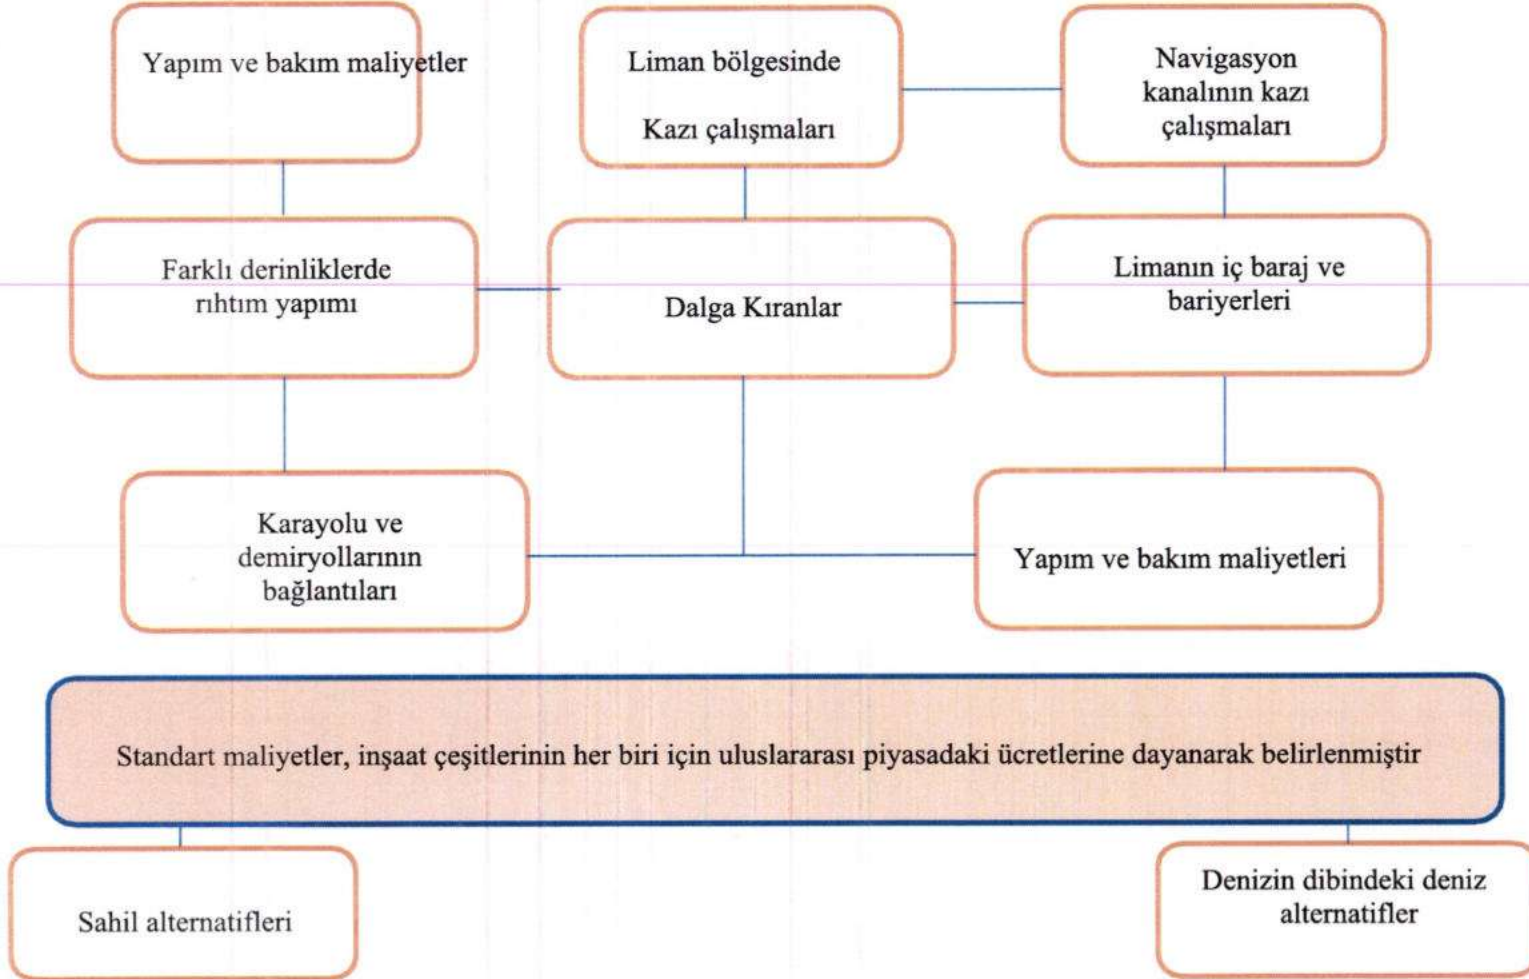 Yapım ve bakım maliyetler
Liman bölgesinde
Kazı çalışmaları
Navigasyon
kanalının kazı
çalışmaları
Farklı derinliklerde
rıhtım yapımı
Dalga Kıranlar
Limanın iç baraj ve
bariyerleri
Karayolu ve
demiryollarının
bağlantıları
Yapım ve bakım maliyetleri
Standart maliyetler, inşaat çeşitlerinin her biri için uluslararası piyasadaki ücretlerine dayanarak belirlenmiştir
Sahil alternatifleri
Denizin dibindeki deniz
alternatifler